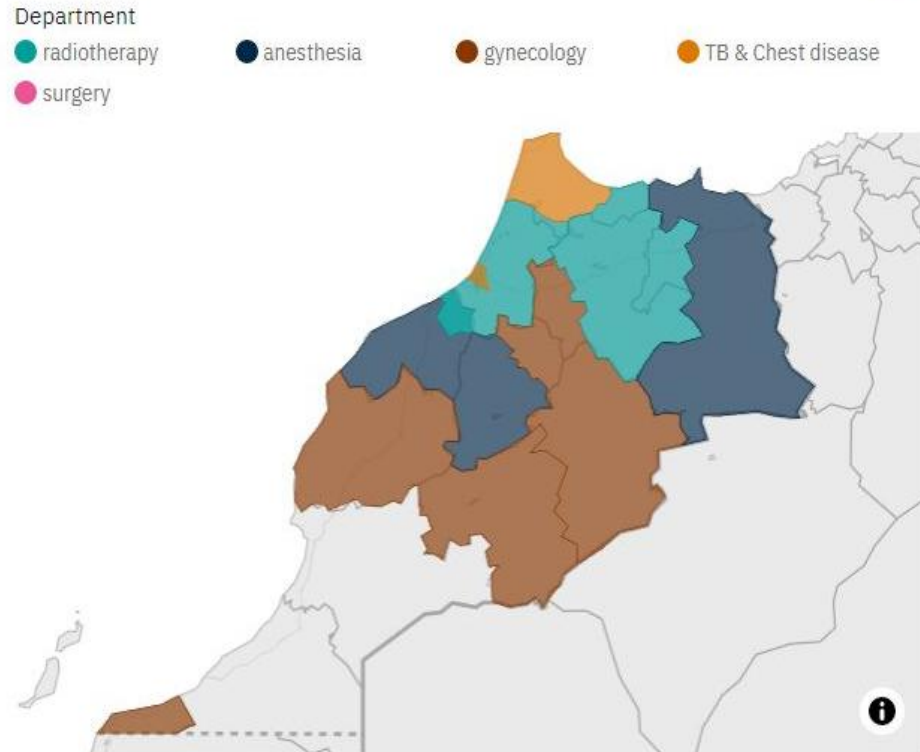 Department
radiotherapy anesthesia gynecology TB & Chest disease
surgery